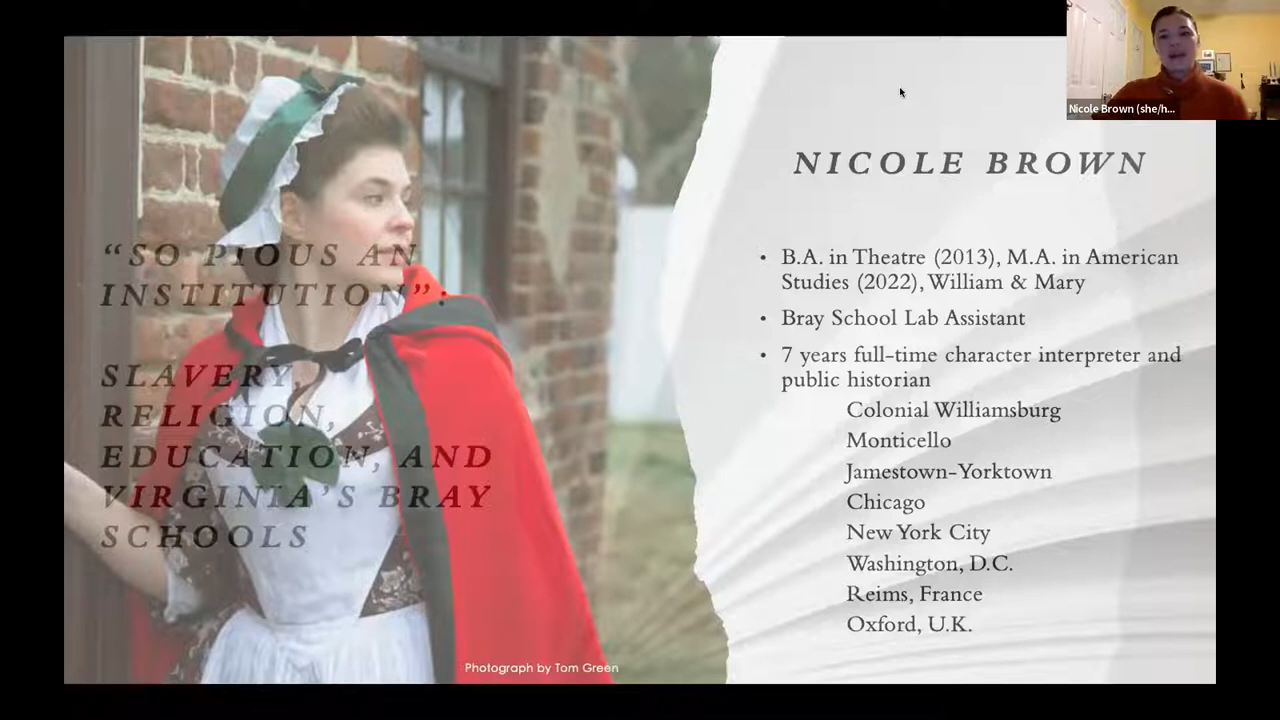 Nicole Brown (she/h...
NICOLE BROWN
“SO PIOUS AN
INSTITUTION”:
SLAVERY,
RELIGION,
EDUCATION, AND
VIRGINIA’S BRAY
SCHOOLS
• B.A. in Theatre (2013), M.A. in American
Studies (2022), William & Mary
• Bray School Lab Assistant
• 7 years full-time character interpreter and
public historian
Colonial Williamsburg
Monticello
Jamestown-Yorktown
Chicago
New York City
Washington, D.C.
Reims, France
Oxford, U.K.
Photograph by Tom Green